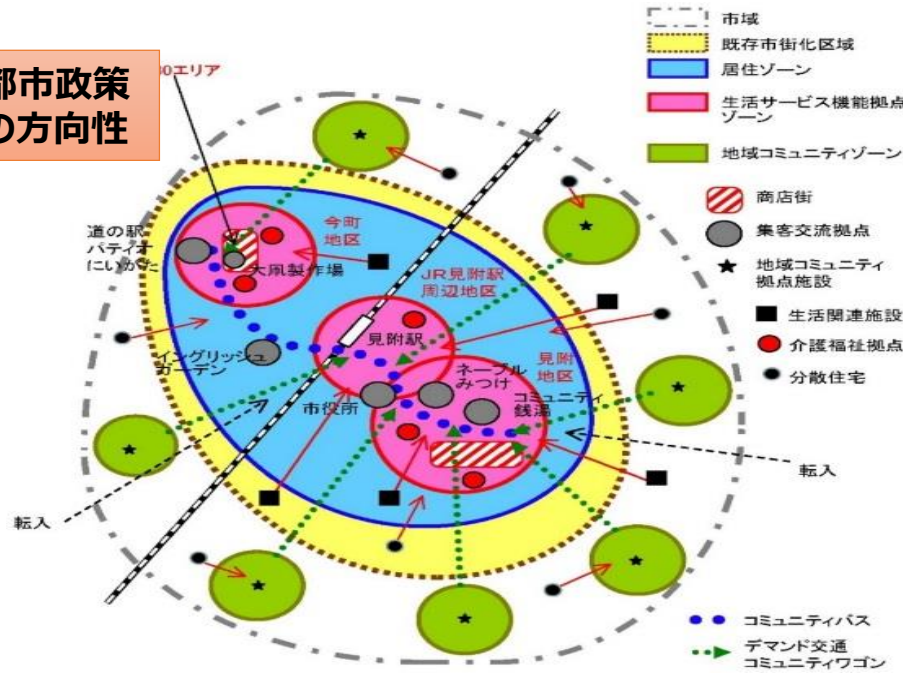 都市政策
の方向性
0エリア
市域
既存市街化区域
居住ゾーン
生活サービス機能拠点
ゾーン
地域コミュニティゾーン
商店街
集客交流拠点
地域コミュニティ
拠点施設
生活関連施設
介護福祉拠点
分散住宅
道の駅
パティオ
にいがた
今町
地区
大凧製作場
JR見附駅
周辺地区
見附駅
イングリッシュ
ガーデン
市役所
ネーブル
みつけ
見附
地区
コミュニティ
銭湯
転入
転入
コミュニティバス
デマンド交通
コミュニティワゴン